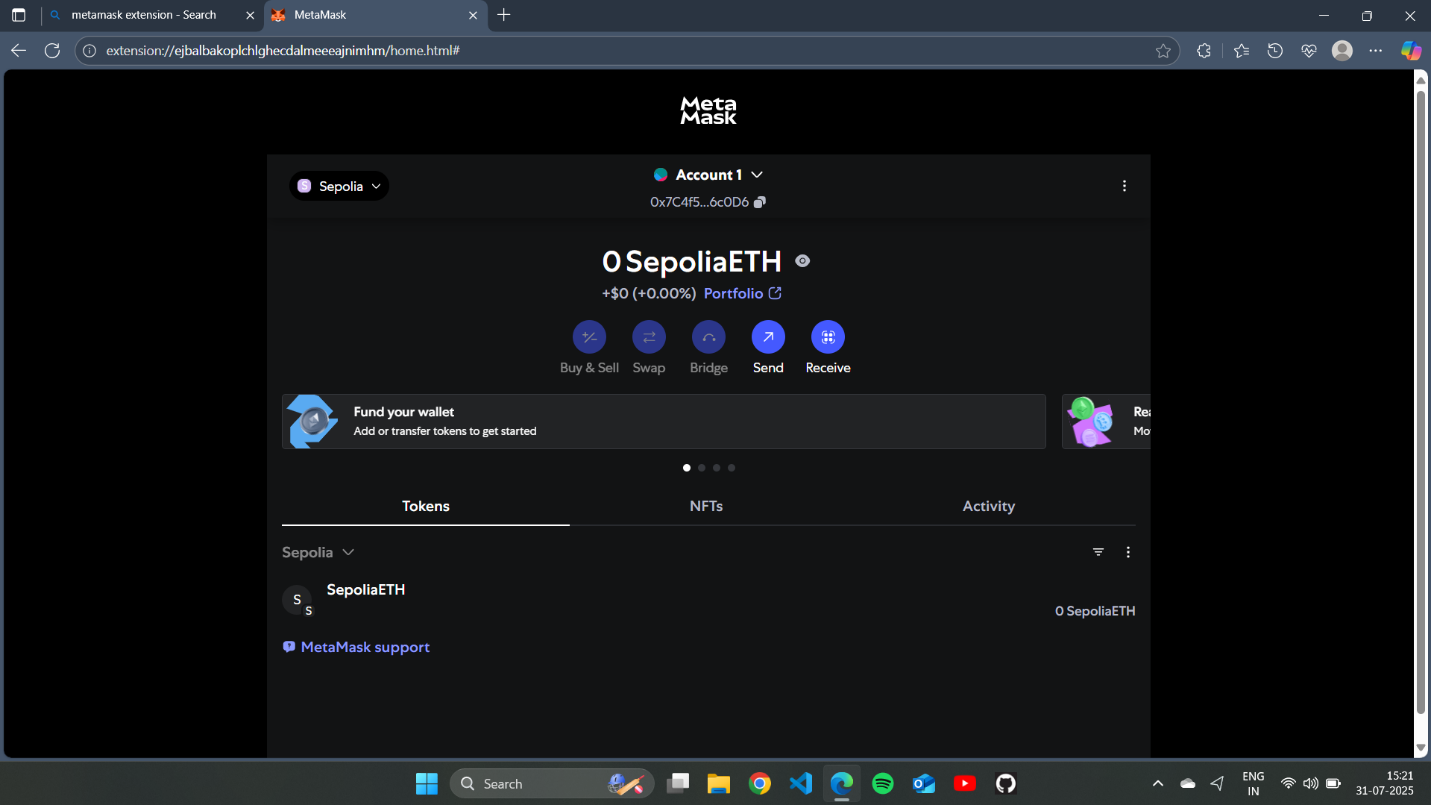 metamask extension - Search
MetaMask
extension://ejbalbakoplchlghecdalmeeeajnimhm/home.html#
Meta
Mask
S
Sepolia
Account 1
0x7C4f5...6c0D6
0 SepoliaETH
+$0 (+0.00%) Portfolio
Buy & Sell
Swap
Bridge
Send
Receive
Fund your wallet
Add or transfer tokens to get started
Rea
Mo
Tokens
NFTs
Activity
Sepolia
SepoliaETH
S
S
0 SepoliaETH
MetaMask support
Search
ENG
IN
15:21
31-07-2025